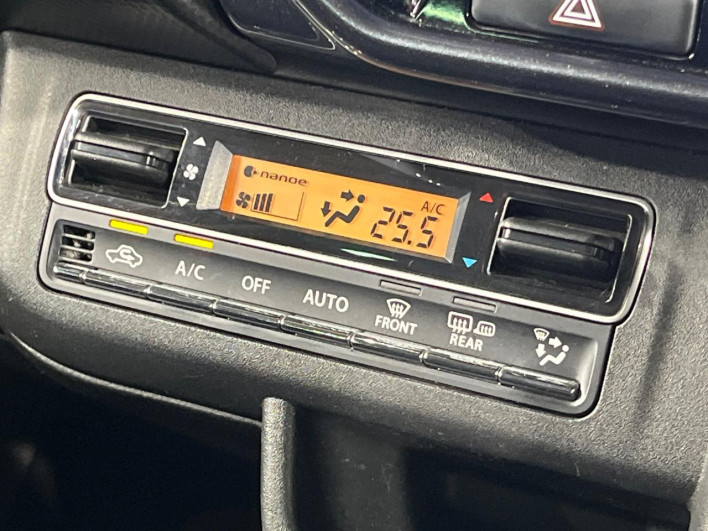 nanoe
A/C
25.5
A/C
OFF
AUTO
FRONT
REAR